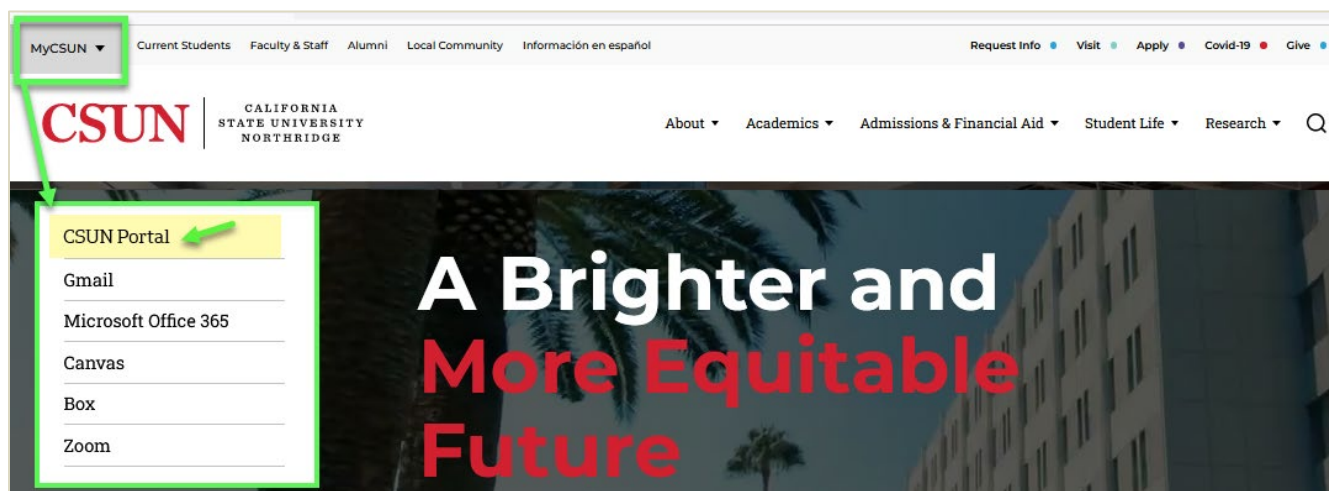 MyCSUN
Current Students Faculty & Staff Alumni Local Community Información en español
Request Info Visit Apply Covid-19 Give
CSUN
CALIFORNIA
STATE UNIVERSITY
NORTHRIDGE
About Academics Admissions & Financial Aid Student Life Research
CSUN Portal
Gmail
Microsoft Office 365
Canvas
Box
Zoom
A Brighter and
More Equitable
Future